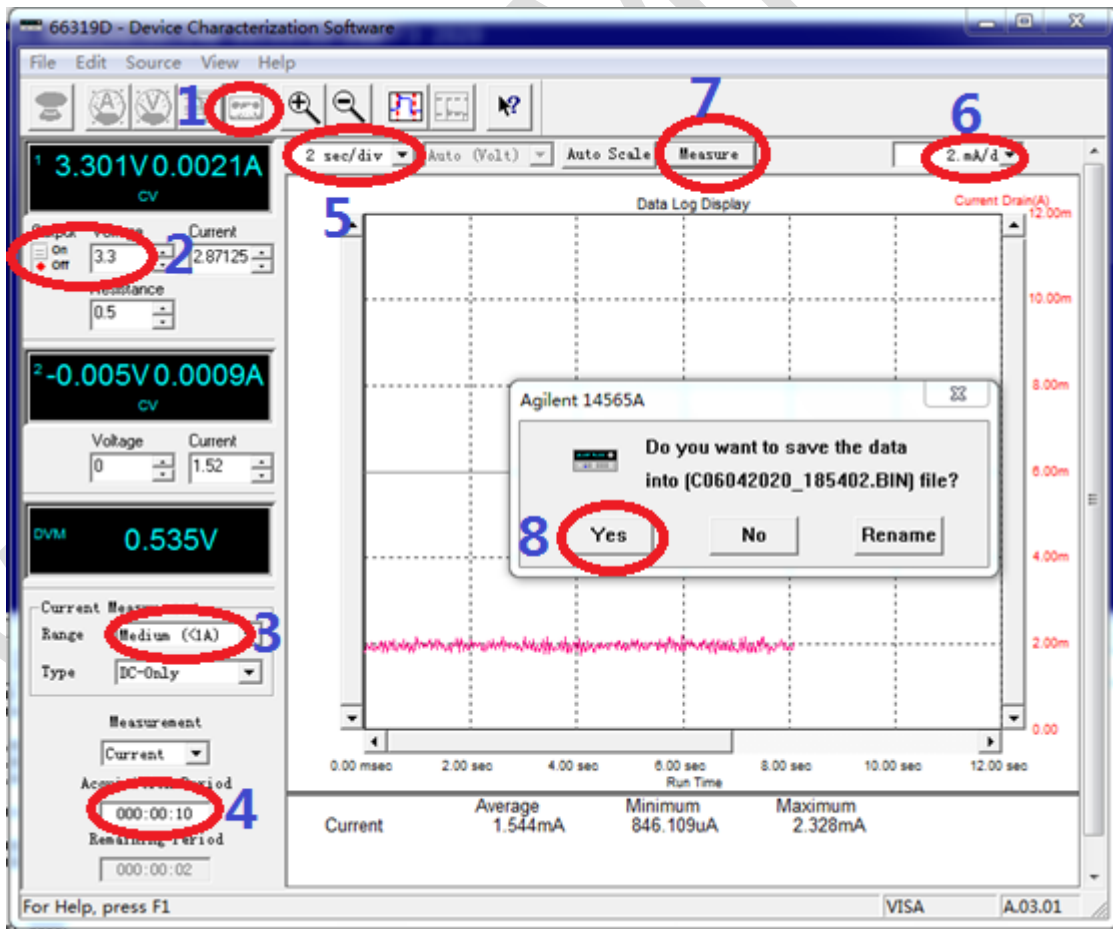 66319D - Device Characterization Software
File Edit Source View Help
1
7
6
2 sec/div Auto (Volt) Auto Scale Measure 2. mA/d
1 3.301V 0.0021A
CV
5
Data Log Display Current Drain(A)
12.00m
Output Voltage Current
On
Off 3.3 2 2.87125
Resistance
0.5
10.00m
2 -0.005V 0.0009A
CV
8.00m
Agilent 14565A
Do you want to save the data
into (C06042020_185402.BIN) file?
Voltage Current
0 1.52
6.00m
8 Yes No Rename
DVM 0.535V
4.00m
Current Measurement
Range Medium (<1A) 3
Type DC-Only
2.00m
Measurement
Current
0.00
0.00 msec 2.00 sec 4.00 sec 6.00 sec 8.00 sec 10.00 sec 12.00 sec
Run Time
Acquisition Period
000:00:10 4
Remaining Period
000:00:02
Average Minimum Maximum
Current 1.544mA 846.109uA 2.328mA
For Help, press F1 VISA A.03.01